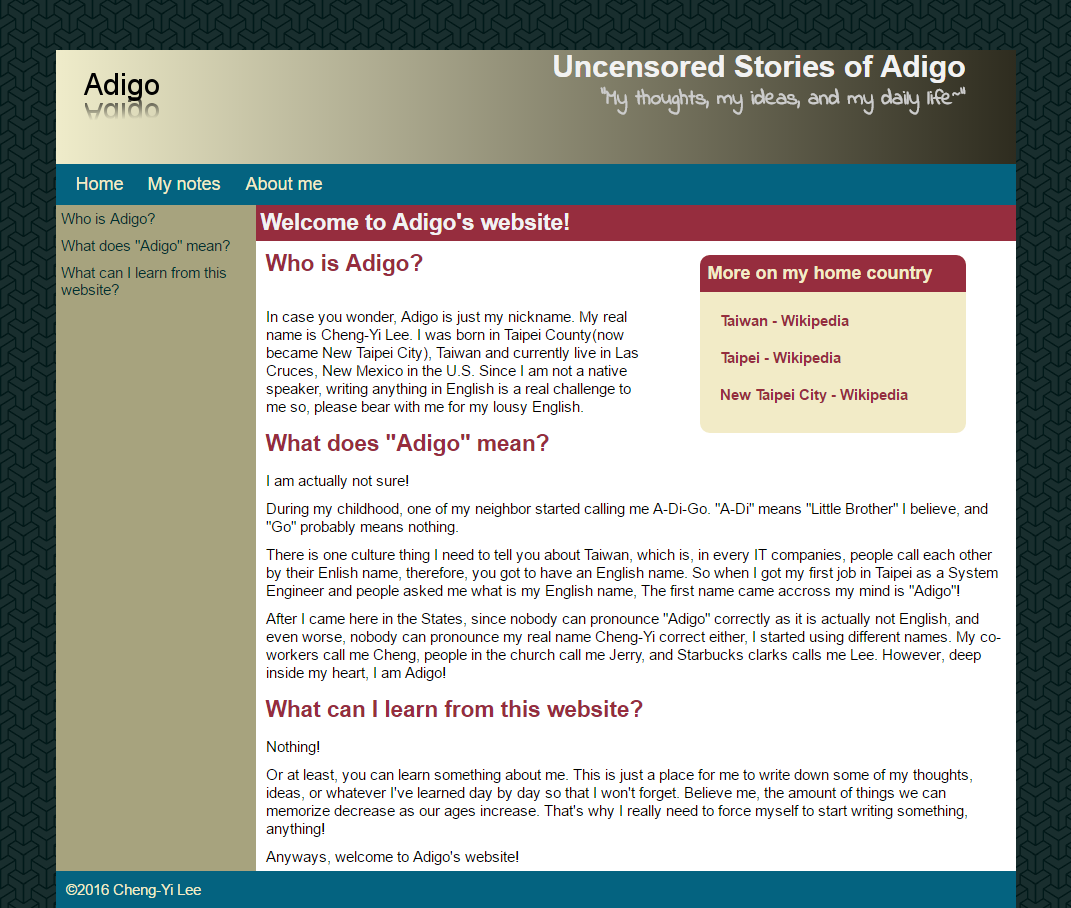 Adigo
Uncensored Stories of Adigo
"My thoughts, my ideas, and my daily life~"
Home My notes About me
Who is Adigo?
What does "Adigo" mean?
What can I learn from this
website?
Welcome to Adigo's website!
Who is Adigo?
In case you wonder, Adigo is just my nickname. My real
name is Cheng-Yi Lee. I was born in Taipei County(now
became New Taipei City), Taiwan and currently live in Las
Cruces, New Mexico in the U.S. Since I am not a native
speaker, writing anything in English is a real challenge to
me so, please bear with me for my lousy English.
More on my home country
Taiwan - Wikipedia
Taipei - Wikipedia
New Taipei City - Wikipedia
What does "Adigo" mean?
I am actually not sure!
During my childhood, one of my neighbor started calling me A-Di-Go. "A-Di" means "Little Brother" I believe, and
"Go" probably means nothing.
There is one culture thing I need to tell you about Taiwan, which is, in every IT companies, people call each other
by their Enlish name, therefore, you got to have an English name. So when I got my first job in Taipei as a System
Engineer and people asked me what is my English name, The first name came accross my mind is "Adigo"!
After I came here in the States, since nobody can pronounce "Adigo" correctly as it is actually not English, and
even worse, nobody can pronounce my real name Cheng-Yi correct either, I started using different names. My co-
workers call me Cheng, people in the church call me Jerry, and Starbucks clarks calls me Lee. However, deep
inside my heart, I am Adigo!
What can I learn from this website?
Nothing!
Or at least, you can learn something about me. This is just a place for me to write down some of my thoughts,
ideas, or whatever I've learned day by day so that I won't forget. Believe me, the amount of things we can
memorize decrease as our ages increase. That's why I really need to force myself to start writing something,
anything!
Anyways, welcome to Adigo's website!
©2016 Cheng-Yi Lee